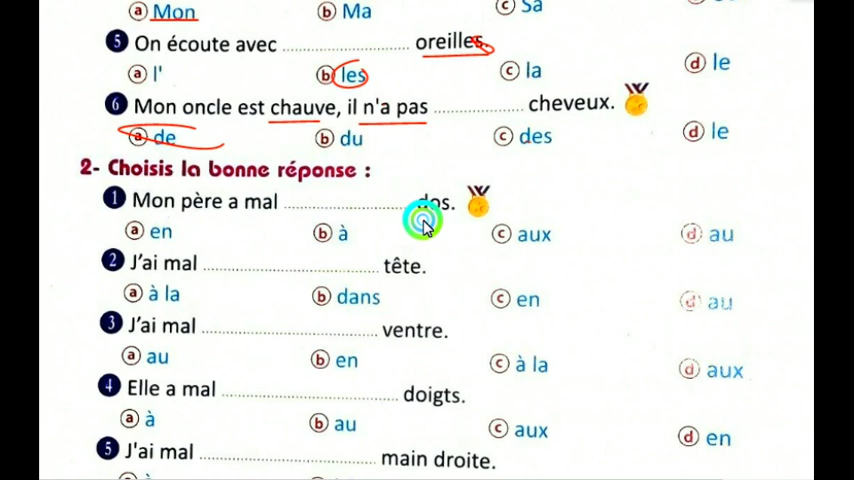 a Mon b Ma c Sa
5 On écoute avec .............................. oreilles.
a l' b les c la d le
6 Mon oncle est chauve, il n'a pas ..................... cheveux.
a de b du c des d le
2- Choisis la bonne réponse :
1 Mon père a mal .............................. dos.
a en b à c aux d au
2 J'ai mal .......................................... tête.
a à la b dans c en d au
3 J'ai mal .......................................... ventre.
a au b en c à la d aux
4 Elle a mal .......................................... doigts.
a à b au c aux d en
5 J'ai mal .......................................... main droite.